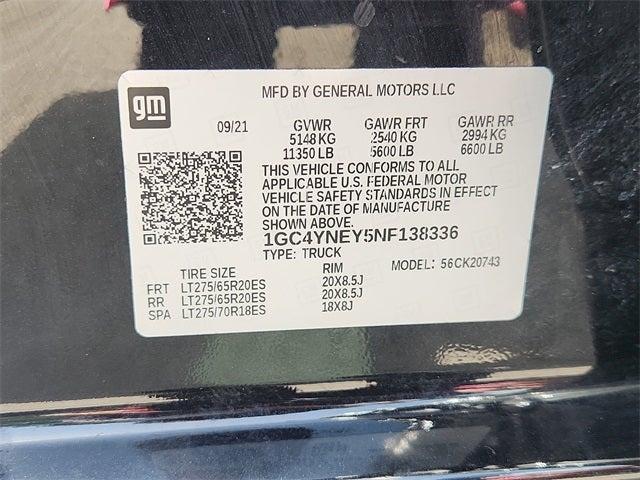 gm
MFD BY GENERAL MOTORS LLC
09/21
GVWR GAWR FRT GAWR RR
5148 KG 2540 KG 2994 KG
11350 LB 5600 LB 6600 LB
THIS VEHICLE CONFORMS TO ALL
APPLICABLE U.S. FEDERAL MOTOR
VEHICLE SAFETY STANDARDS IN EFFECT
ON THE DATE OF MANUFACTURE
SHOWN ABOVE.
1GC4YNEY5NF138336
TYPE: TRUCK
MODEL: 56CK20743
TIRE SIZE RIM
FRT LT275/65R20ES 20X8.5J
RR LT275/65R20ES 20X8.5J
SPA LT275/70R18ES 18X8J